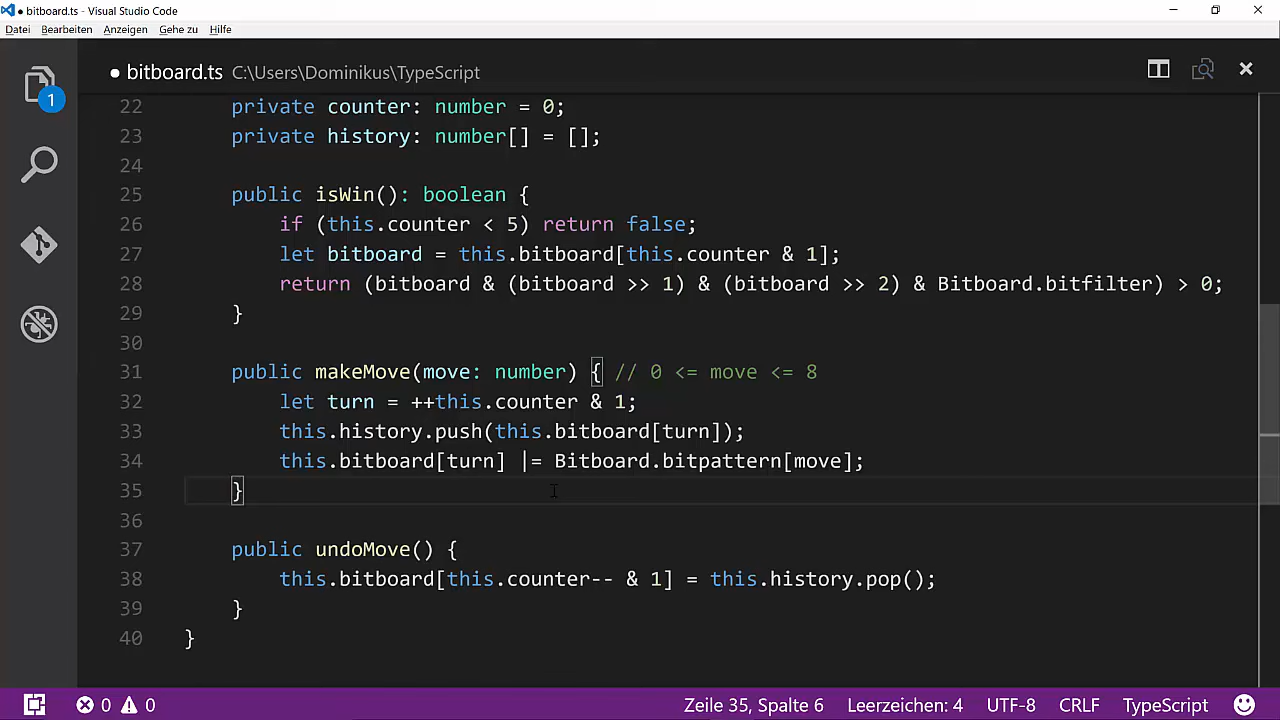 ● bitboard.ts - Visual Studio Code
Datei Bearbeiten Anzeigen Gehe zu Hilfe
1
● bitboard.ts C:\Users\Dominikus\TypeScript
22 private counter: number = 0;
23 private history: number[] = [];
24
25 public isWin(): boolean {
26 if (this.counter < 5) return false;
27 let bitboard = this.bitboard[this.counter & 1];
28 return (bitboard & (bitboard >> 1) & (bitboard >> 2) & Bitboard.bitfilter) > 0;
29 }
30
31 public makeMove(move: number) { // 0 <= move <= 8
32 let turn = ++this.counter & 1;
33 this.history.push(this.bitboard[turn]);
34 this.bitboard[turn] |= Bitboard.bitpattern[move];
35 }
36
37 public undoMove() {
38 this.bitboard[this.counter-- & 1] = this.history.pop();
39 }
40 }
0 0 Zeile 35, Spalte 6 Leerzeichen: 4 UTF-8 CRLF TypeScript